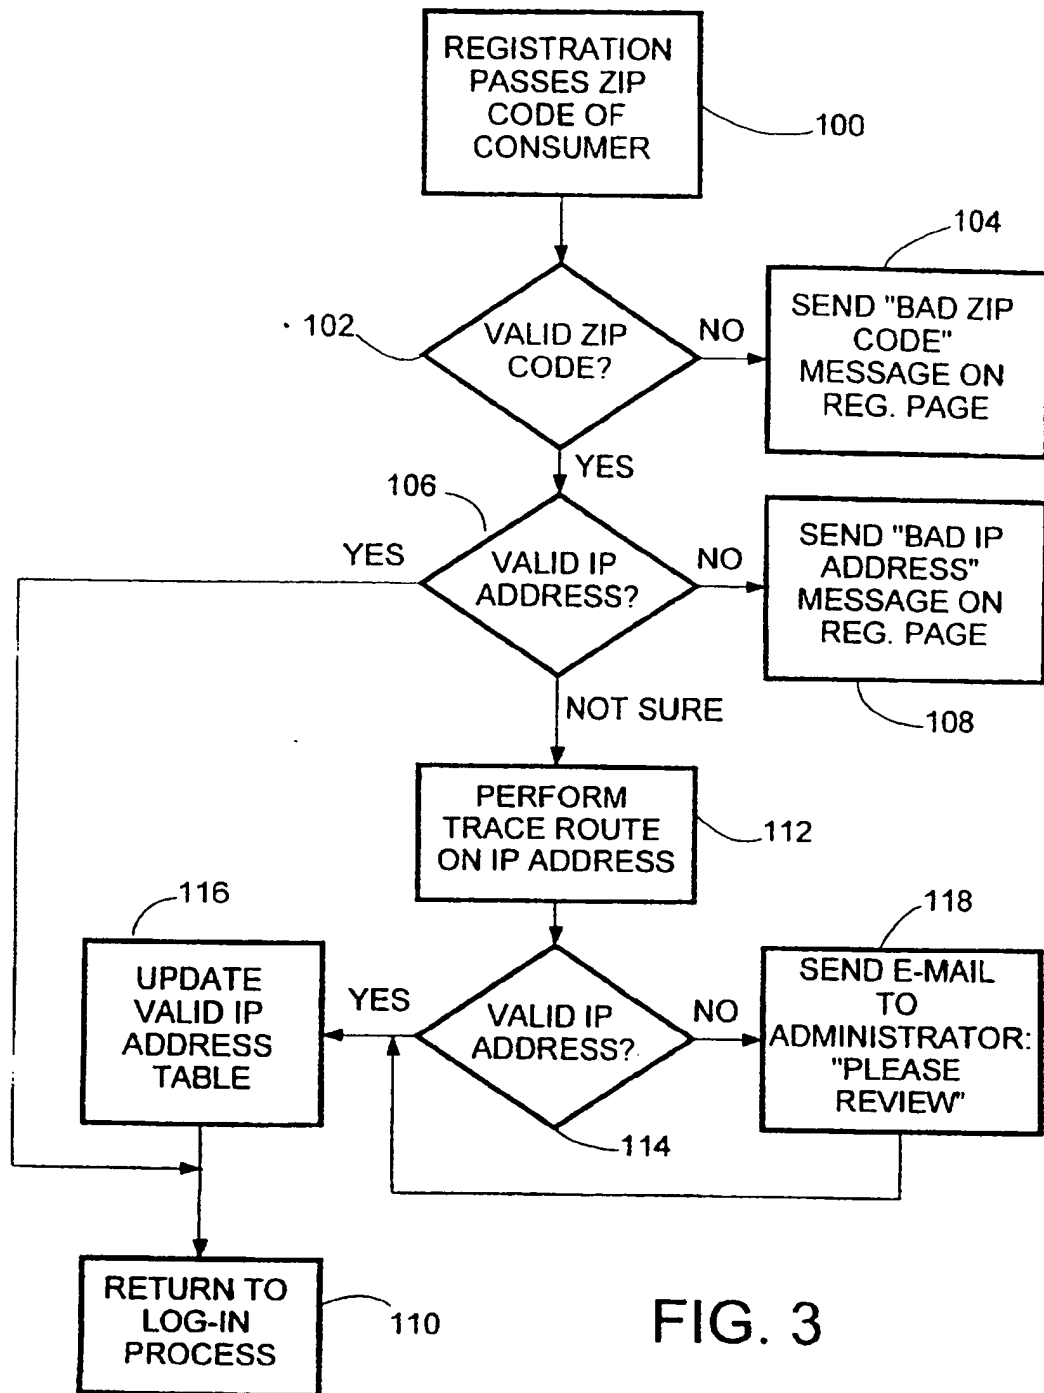 REGISTRATION
PASSES ZIP
CODE OF
CONSUMER
100
104
102
VALID ZIP
CODE?
NO
SEND "BAD ZIP
CODE"
MESSAGE ON
REG. PAGE
YES
106
YES
VALID IP
ADDRESS?
NO
SEND "BAD IP
ADDRESS"
MESSAGE ON
REG. PAGE
108
NOT SURE
PERFORM
TRACE ROUTE
ON IP ADDRESS
112
116
118
UPDATE
VALID IP
ADDRESS
TABLE
YES
VALID IP
ADDRESS?
NO
SEND E-MAIL
TO
ADMINISTRATOR:
"PLEASE
REVIEW"
114
RETURN TO
LOG-IN
PROCESS
110
FIG. 3